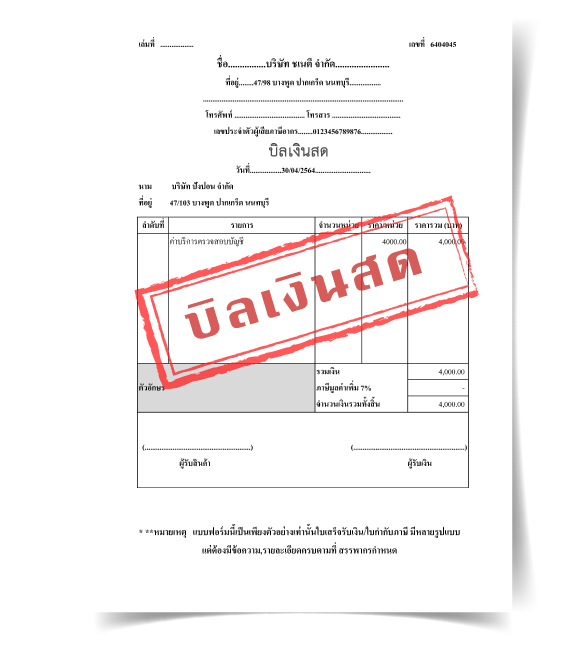 เล่มที่ .................. เลขที่ 6404045
ชื่อ................บริษัท ชเนตี จำกัด.......................
ที่อยู่.......47/98 บางพูด ปากเกร็ด นนทบุรี................
....................................................................................................
โทรศัพท์ ................................... โทรสาร ..................................
เลขประจำตัวผู้เสียภาษีอากร.......0123456789876................
บิลเงินสด
วันที่................30/04/2564............................
นาม บริษัท ปังปอน จำกัด
ที่อยู่ 47/103 บางพูด ปากเกร็ด นนทบุรี
ลำดับที่ รายการ จำนวนหน่วย ราคา/หน่วย ราคารวม (บาท)
ค่าบริการตรวจสอบบัญชี 4000.00 4,000.00
บิลเงินสด
รวมเงิน 4,000.00
ตัวอักษร ภาษีมูลค่าเพิ่ม 7% -
จำนวนเงินรวมทั้งสิ้น 4,000.00
(.....................................................) (.........................................................)
ผู้รับสินค้า ผู้รับเงิน
* **หมายเหตุ แบบฟอร์มนี้เป็นเพียงตัวอย่างเท่านั้นใบเสร็จรับเงิน/ใบกำกับภาษี มีหลายรูปแบบ
แต่ต้องมีข้อความ,รายละเอียดครบตามที่ สรรพากรกำหนด